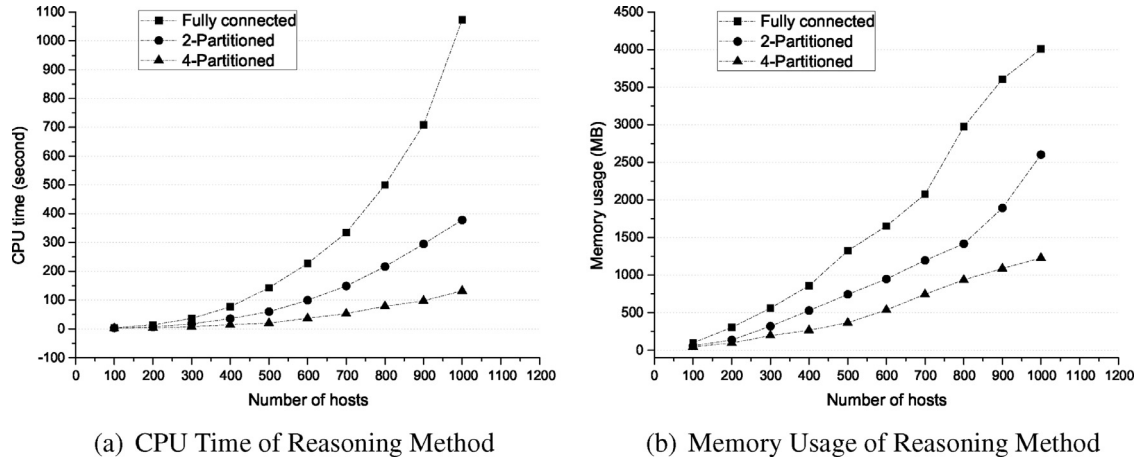 Fully connected
2-Partitioned
4-Partitioned
1100
1000
900
800
700
600
500
400
300
200
100
0
-100
CPU time (second)
0 100 200 300 400 500 600 700 800 900 1000 1100 1200
Number of hosts
(a) CPU Time of Reasoning Method
Fully connected
2-Partitioned
4-Partitioned
4500
4000
3500
3000
2500
2000
1500
1000
500
0
Memory usage (MB)
0 100 200 300 400 500 600 700 800 900 1000 1100 1200
Number of hosts
(b) Memory Usage of Reasoning Method